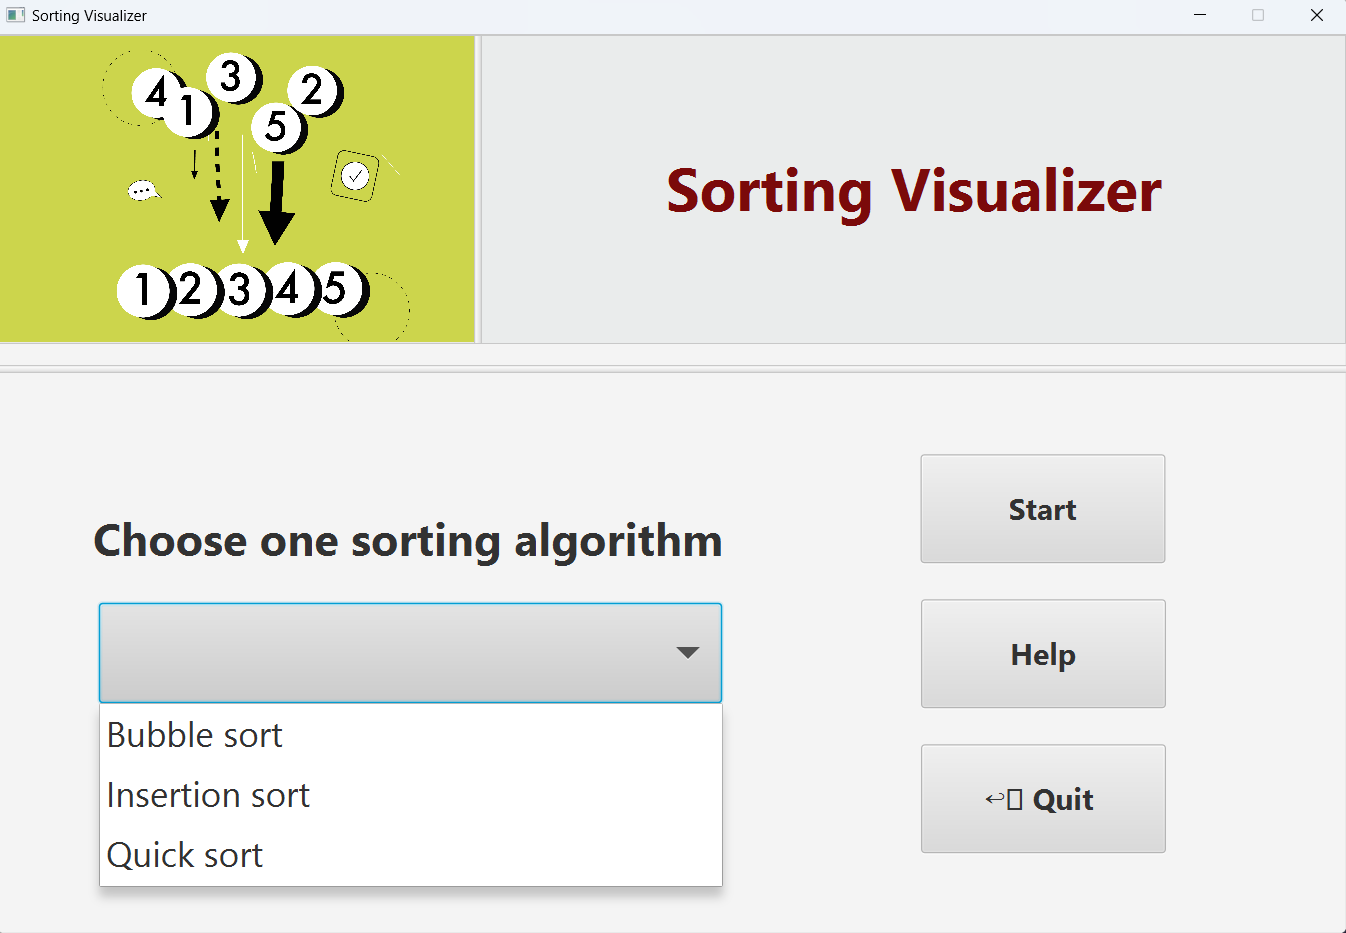 Sorting Visualizer
4 1 3 5 2
1 2 3 4 5
Sorting Visualizer
Choose one sorting algorithm
Bubble sort
Insertion sort
Quick sort
Start
Help
↩ Quit